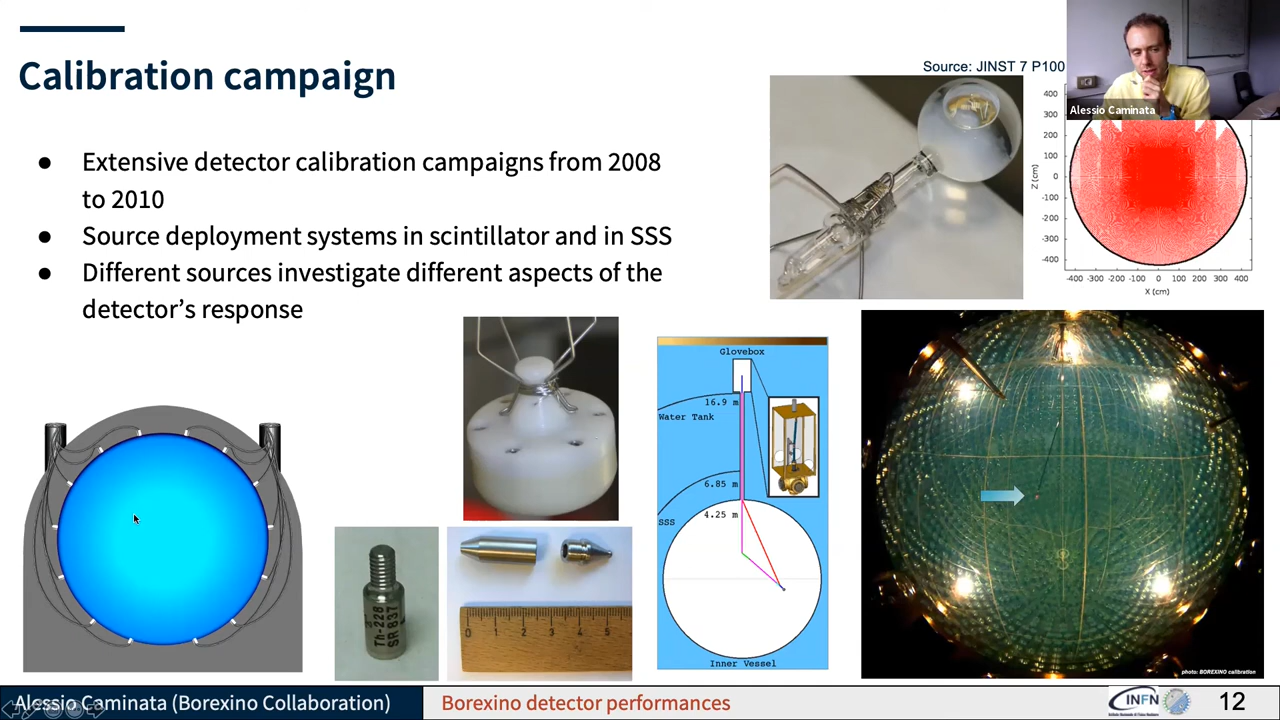 Calibration campaign
Source: JINST 7 P100
Alessio Caminata
● Extensive detector calibration campaigns from 2008
to 2010
● Source deployment systems in scintillator and in SSS
● Different sources investigate different aspects of the
detector's response
400
300
200
100
0
-100
-200
-300
-400
Z (cm)
-400 -300 -200 -100 0 100 200 300 400
X (cm)
Glovebox
16.9 m
Water Tank
6.85 m
SSS
4.25 m
Inner Vessel
Th-228
SR 837
0 1 2 3 4 5
photo: BOREXINO calibration
Alessio Caminata (Borexino Collaboration)
Borexino detector performances
INFN
12